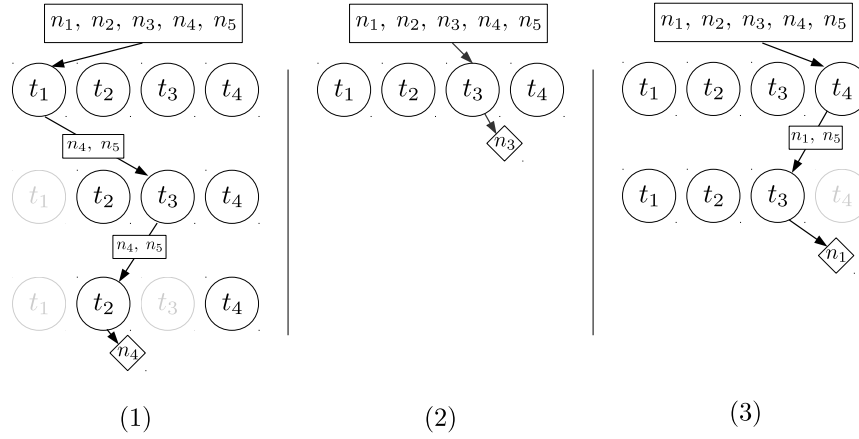 n₁, n₂, n₃, n₄, n₅
t₁ t₂ t₃ t₄
n₄, n₅
t₁ t₂ t₃ t₄
n₄, n₅
t₁ t₂ t₃ t₄
n₄
(1)
n₁, n₂, n₃, n₄, n₅
t₁ t₂ t₃ t₄
n₃
(2)
n₁, n₂, n₃, n₄, n₅
t₁ t₂ t₃ t₄
n₁, n₅
t₁ t₂ t₃ t₄
n₁
(3)